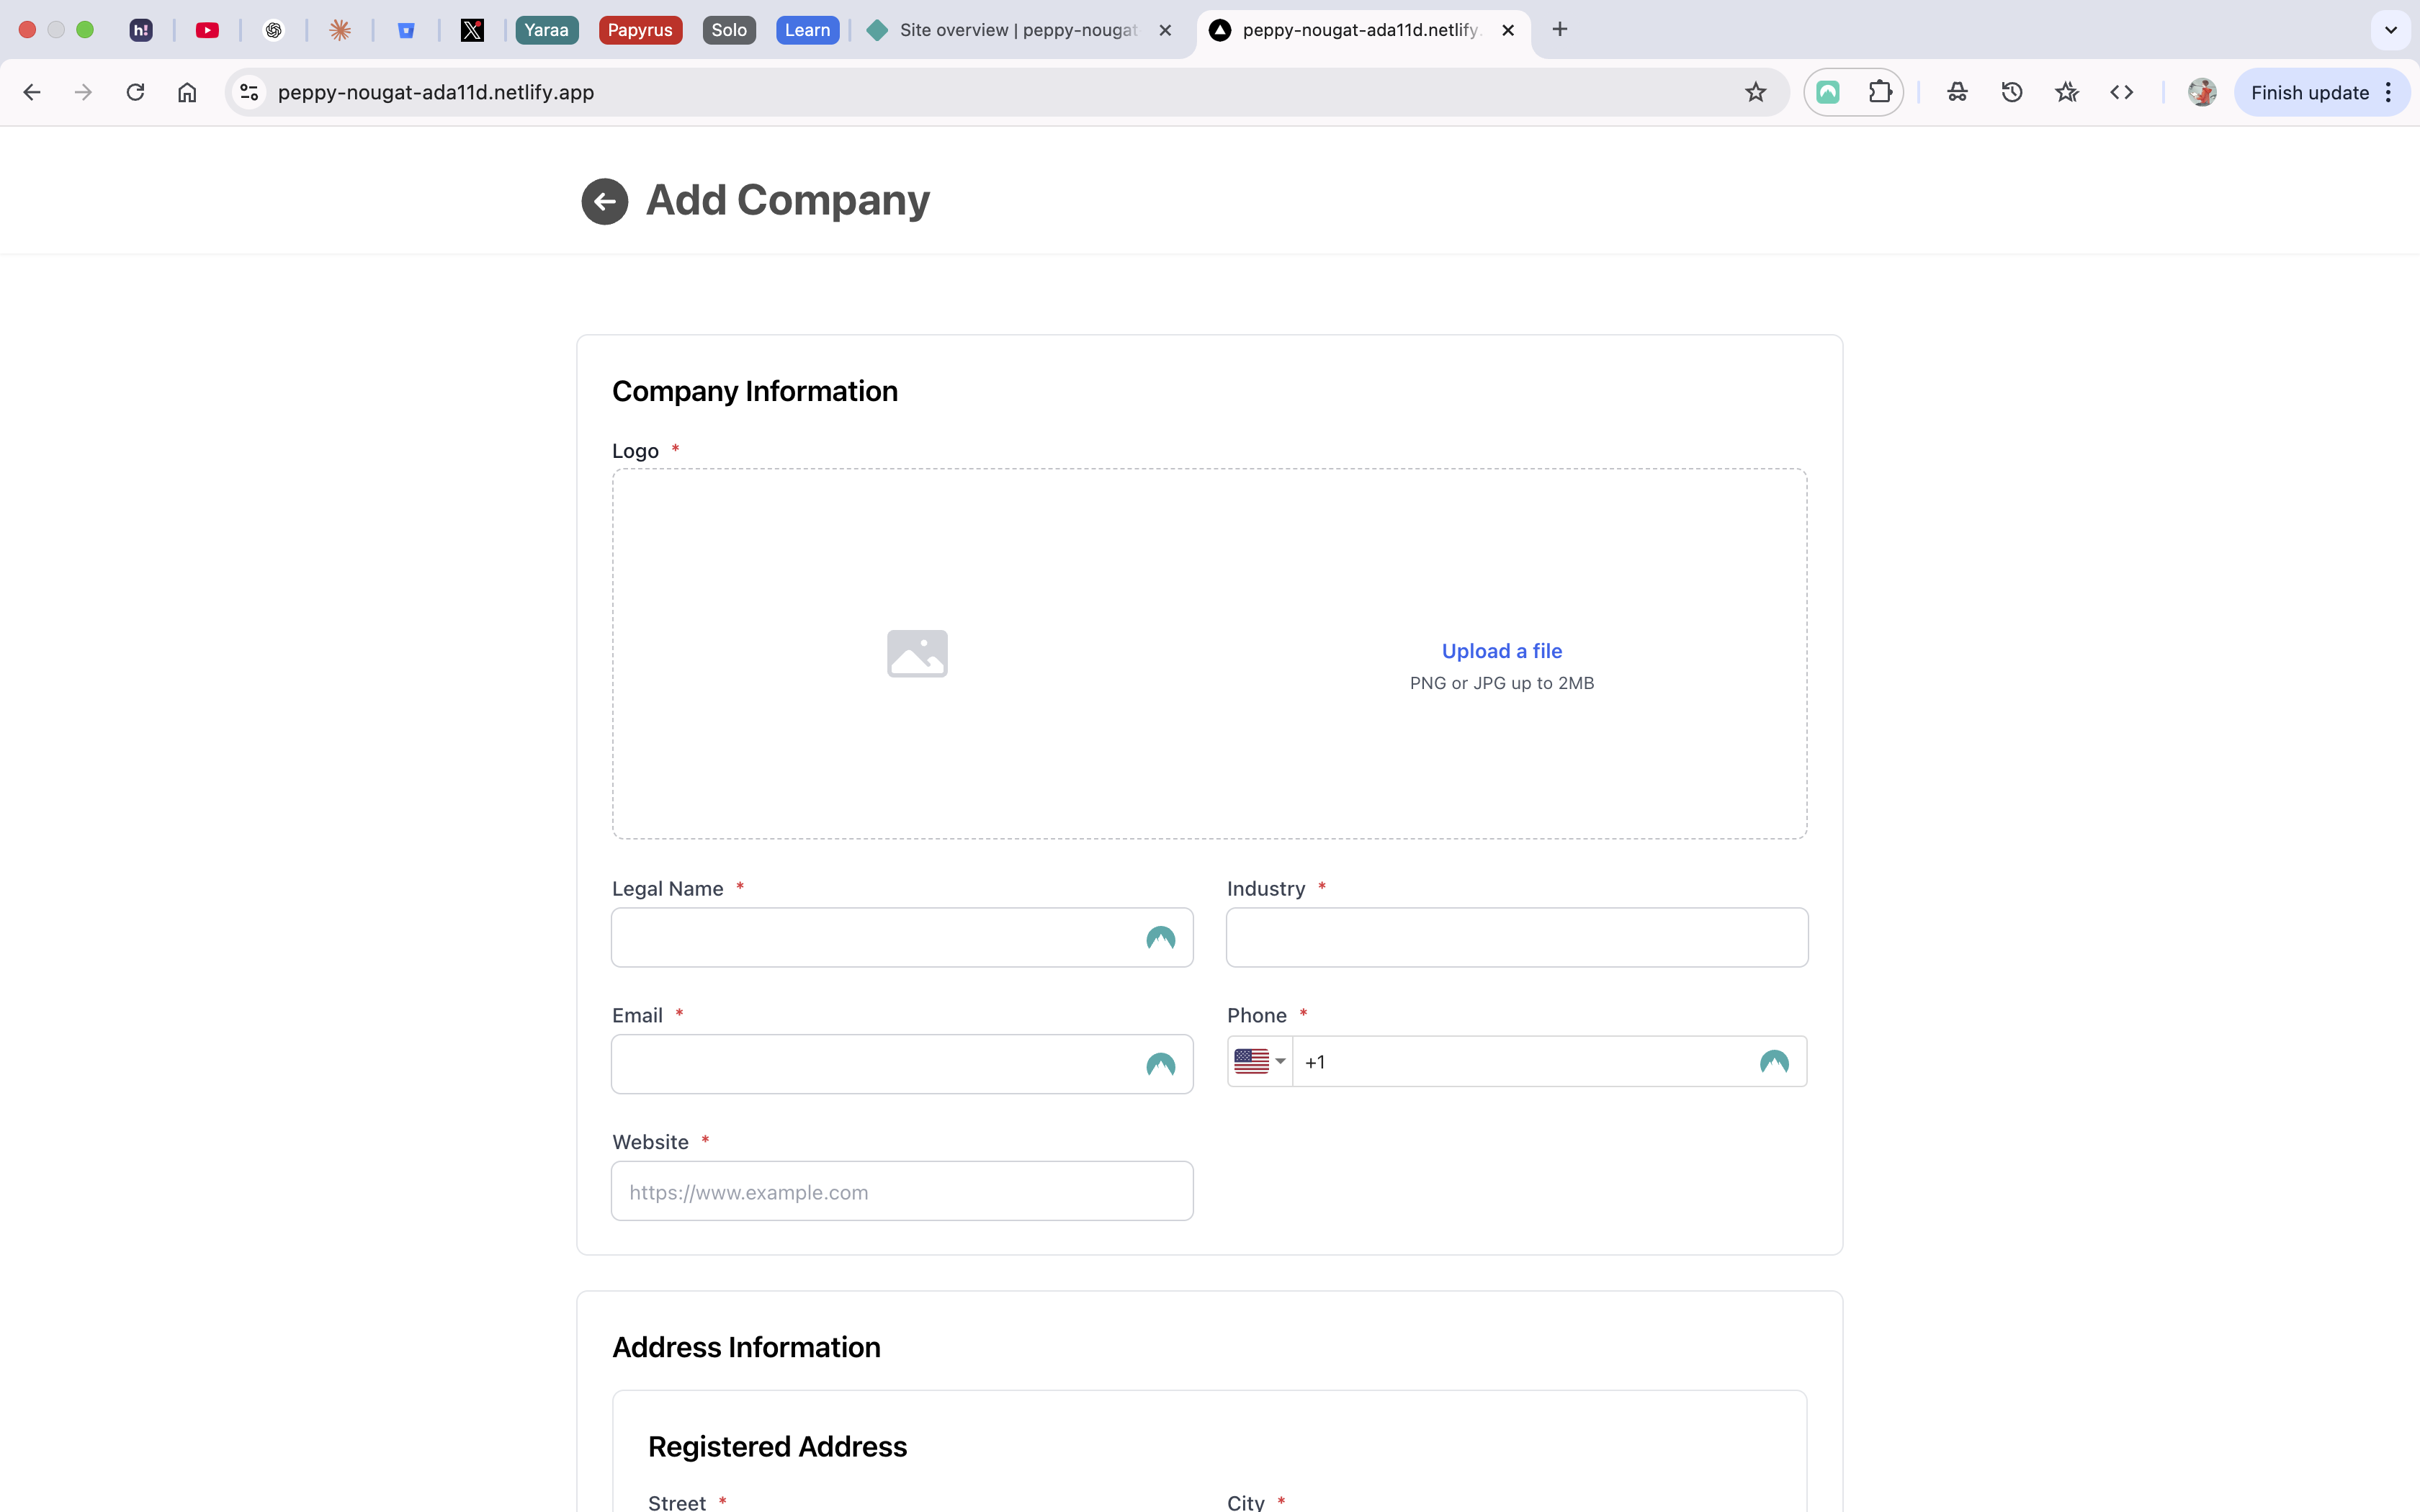 h!
Yaraa
Papyrus
Solo
Learn
Site overview | peppy-nougat
peppy-nougat-ada11d.netlify.
peppy-nougat-ada11d.netlify.app
Finish update
Add Company
Company Information
Logo *
Upload a file
PNG or JPG up to 2MB
Legal Name *
Industry *
Email *
Phone *
+1
Website *
https://www.example.com
Address Information
Registered Address
Street *
City *